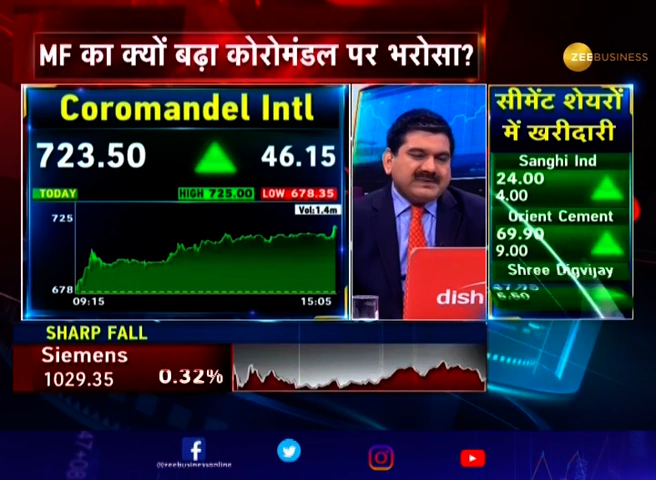 MF का क्यों बढ़ा कोरोमंडल पर भरोसा?
ZEEBUSINESS
Coromandel Intl
723.50 46.15
TODAY HIGH 725.00 LOW 678.35
Vol:1.4m
725
678
09:15 15:05
dish
सीमेंट शेयरों
में खरीदारी
Sanghi Ind
24.00
4.00
Orient Cement
69.90
9.00
Shree Digvijay
SHARP FALL
Siemens
1029.35 0.32%
@zeebusinessonline